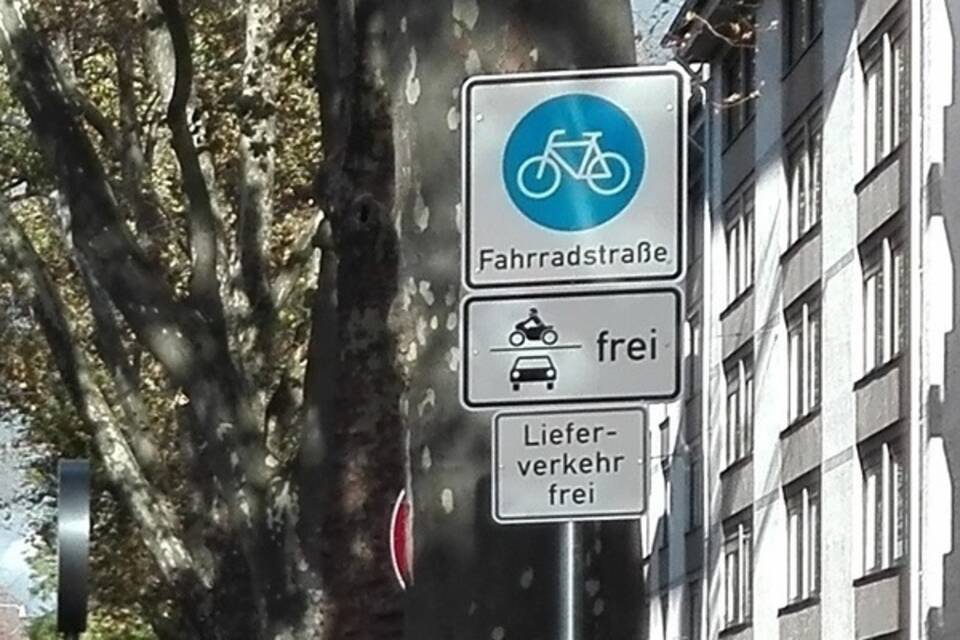 Fahrradstraße
frei
Liefer-
verkehr
frei